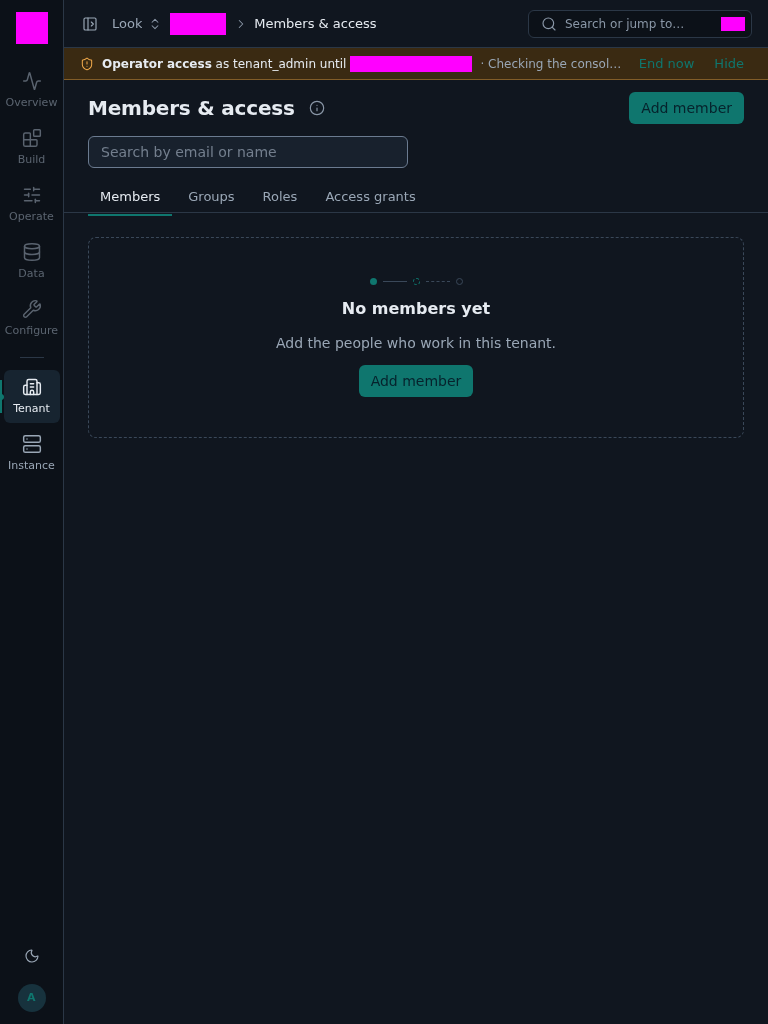 Look
Members & access
Search or jump to…
Operator access as tenant_admin until
· Checking the consol…
End now
Hide
Overview
Build
Operate
Data
Configure
Tenant
Instance
A
Members & access
Add member
Search by email or name
Members
Groups
Roles
Access grants
No members yet
Add the people who work in this tenant.
Add member